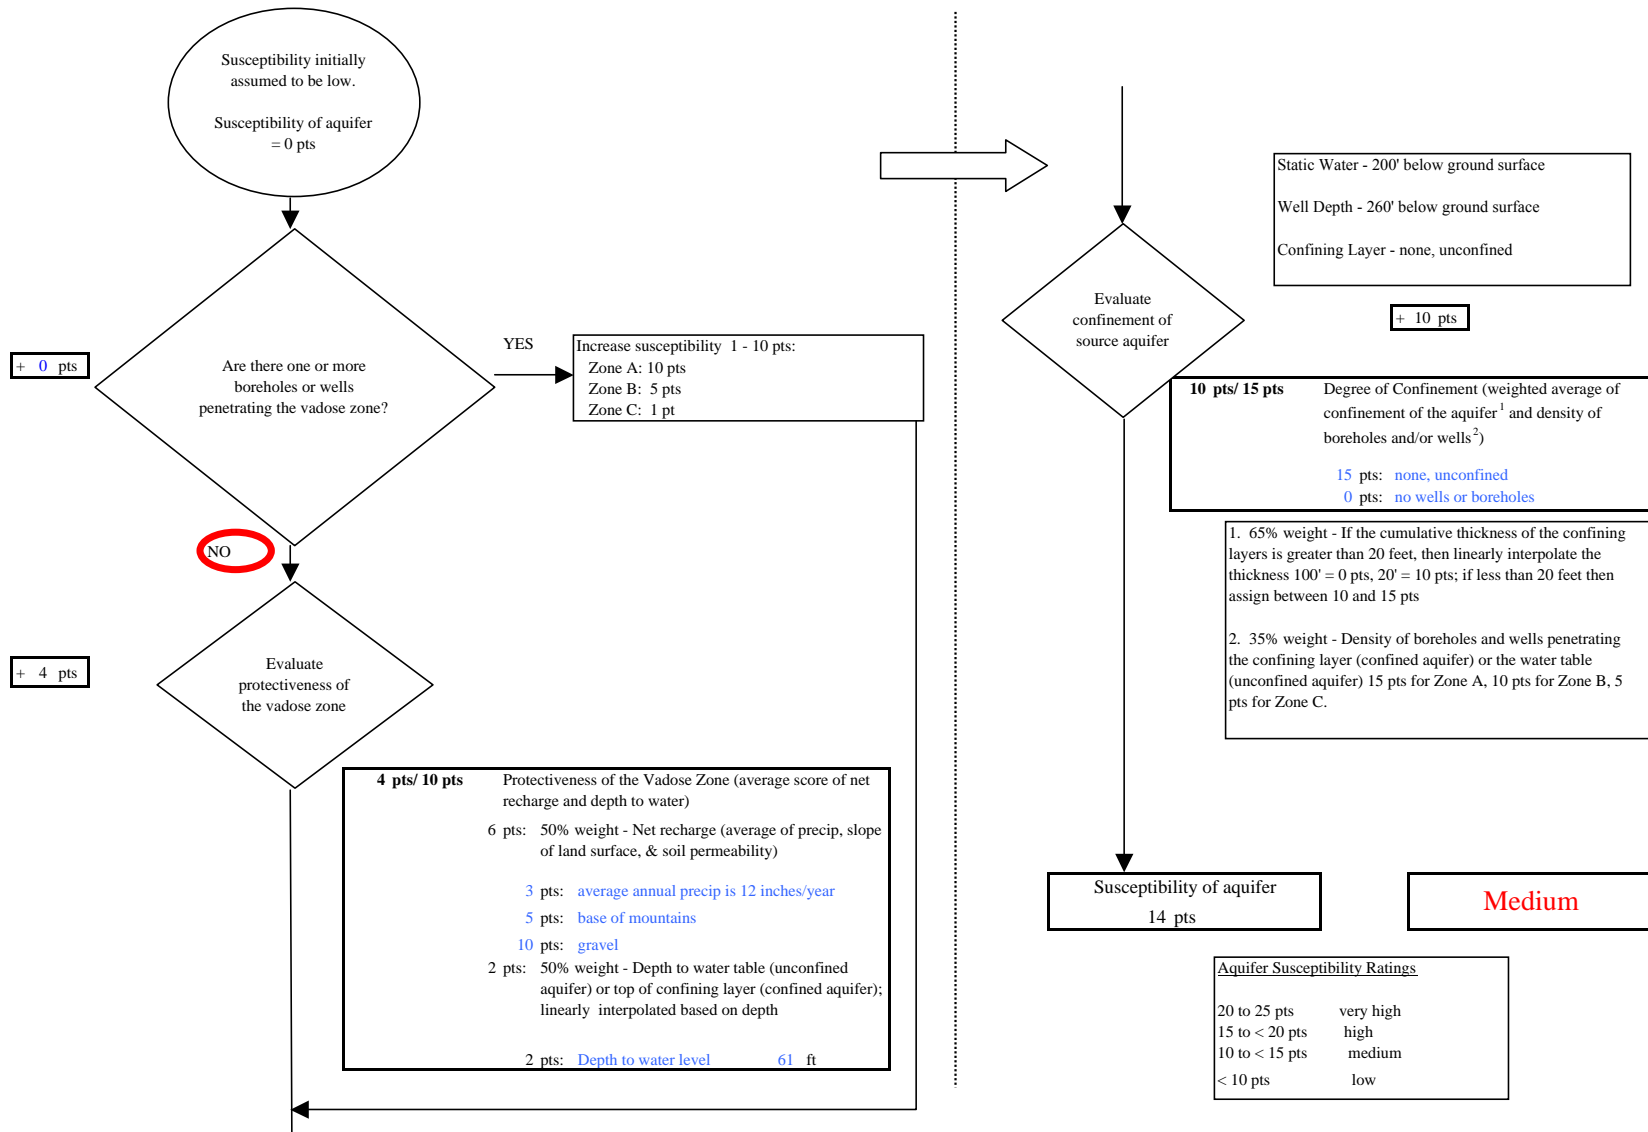 Susceptibility initially
assumed to be low.
Susceptibility of aquifer
= 0 pts
+ 0 pts
Are there one or more
boreholes or wells
penetrating the vadose zone?
YES
Increase susceptibility 1 - 10 pts:
Zone A: 10 pts
Zone B: 5 pts
Zone C: 1 pt
NO
+ 4 pts
Evaluate
protectiveness of
the vadose zone
4 pts/ 10 pts Protectiveness of the Vadose Zone (average score of net
recharge and depth to water)
6 pts: 50% weight - Net recharge (average of precip, slope
of land surface, & soil permeability)
3 pts: average annual precip is 12 inches/year
5 pts: base of mountains
10 pts: gravel
2 pts: 50% weight - Depth to water table (unconfined
aquifer) or top of confining layer (confined aquifer);
linearly interpolated based on depth
2 pts: Depth to water level 61 ft
Static Water - 200' below ground surface
Well Depth - 260' below ground surface
Confining Layer - none, unconfined
Evaluate
confinement of
source aquifer
+ 10 pts
10 pts/ 15 pts Degree of Confinement (weighted average of
confinement of the aquifer¹ and density of
boreholes and/or wells²)
15 pts: none, unconfined
0 pts: no wells or boreholes
1. 65% weight - If the cumulative thickness of the confining
layers is greater than 20 feet, then linearly interpolate the
thickness 100' = 0 pts, 20' = 10 pts; if less than 20 feet then
assign between 10 and 15 pts
2. 35% weight - Density of boreholes and wells penetrating
the confining layer (confined aquifer) or the water table
(unconfined aquifer) 15 pts for Zone A, 10 pts for Zone B, 5
pts for Zone C.
Susceptibility of aquifer
14 pts
Medium
Aquifer Susceptibility Ratings
20 to 25 pts very high
15 to < 20 pts high
10 to < 15 pts medium
< 10 pts low